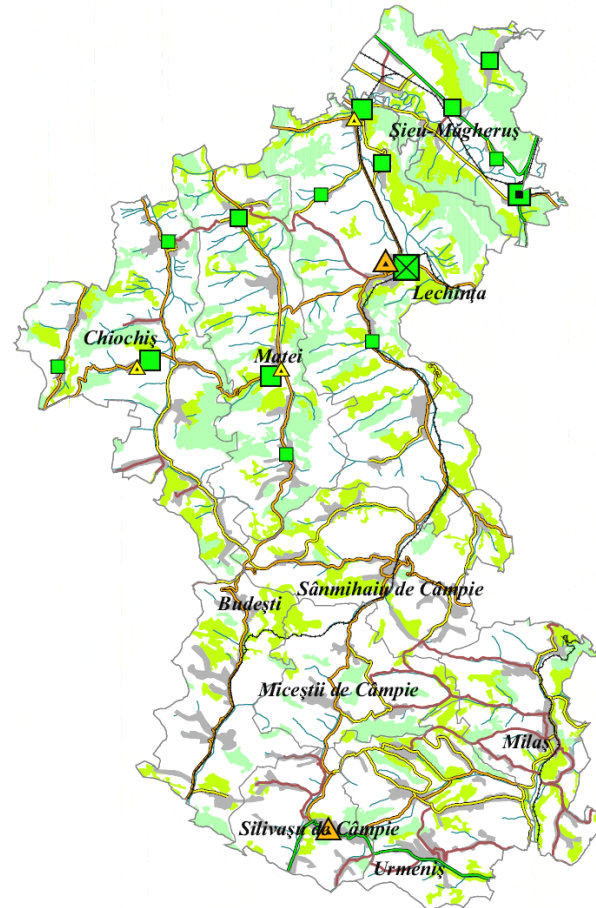 Șieu-Măgheruș
Lechința
Chiochiș
Matei
Sânmihaiu de Câmpie
Budești
Miceștii de Câmpie
Milaș
Silivașu de Câmpie
Urmeniș